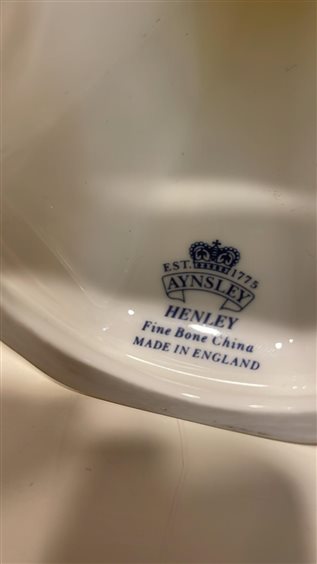 EST. 1775
AYNSLEY
HENLEY
Fine Bone China
MADE IN ENGLAND